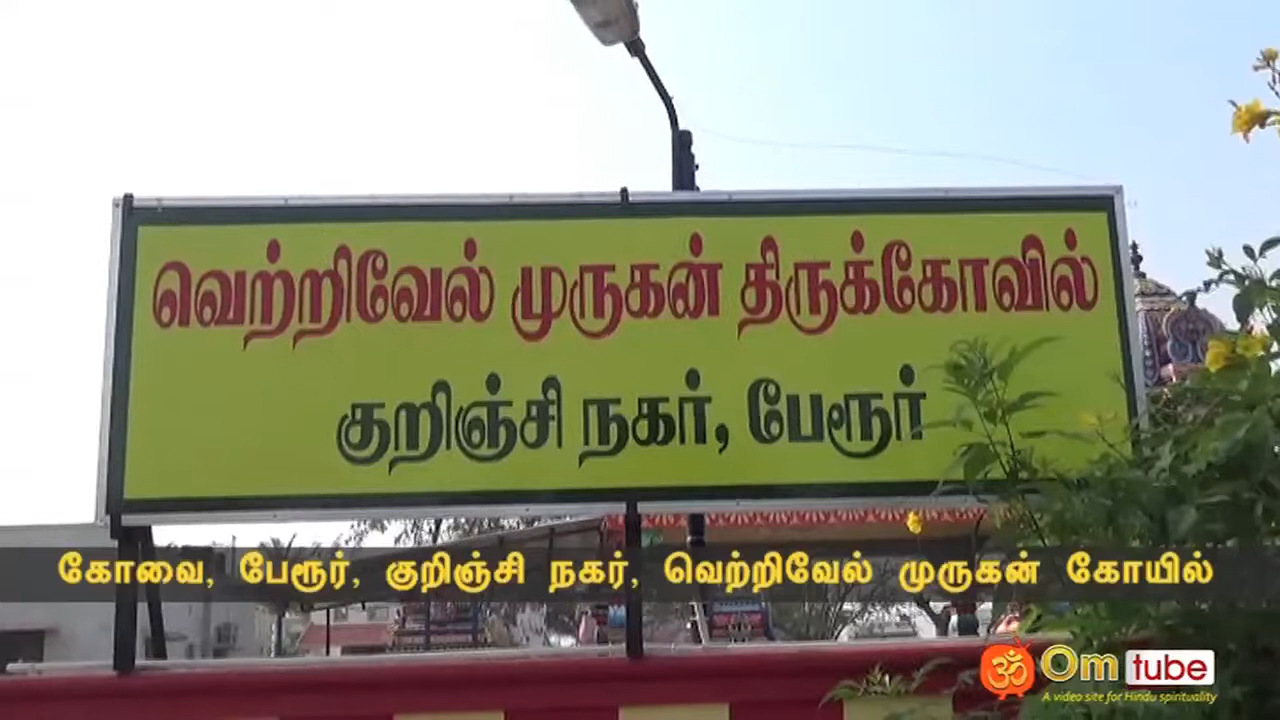 வெற்றிவேல் முருகன் திருக்கோவில்
குறிஞ்சி நகர், பேரூர்
கோவை, பேரூர், குறிஞ்சி நகர், வெற்றிவேல் முருகன் கோயில்
ॐ Om tube
A video site for Hindu spirituality